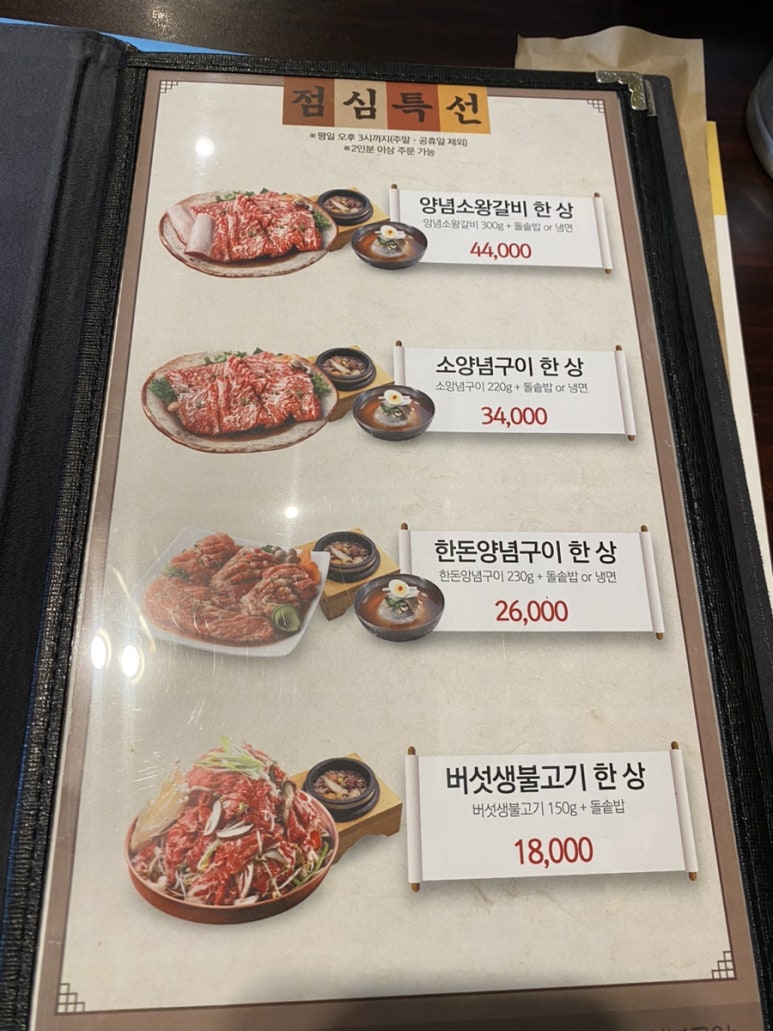 점심특선
※평일 오후 3시까지(주말·공휴일 제외)
※2인분 이상 주문 가능
양념소왕갈비 한 상
양념소왕갈비 300g + 돌솥밥 or 냉면
44,000
소양념구이 한 상
소양념구이 220g + 돌솥밥 or 냉면
34,000
한돈양념구이 한 상
한돈양념구이 230g + 돌솥밥 or 냉면
26,000
버섯생불고기 한 상
버섯생불고기 150g + 돌솥밥
18,000